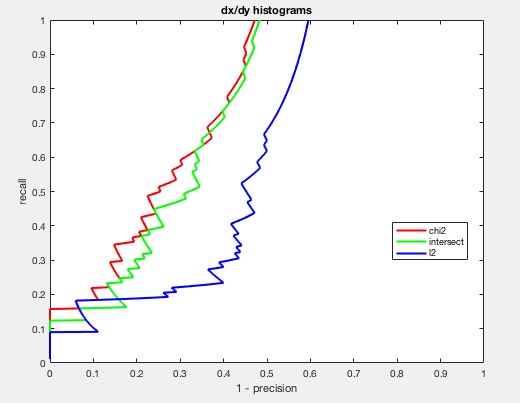 dx/dy histograms
1
0.9
0.8
0.7
0.6
0.5
0.4
0.3
0.2
0.1
0
recall
chi2
intersect
l2
0 0.1 0.2 0.3 0.4 0.5 0.6 0.7 0.8 0.9 1
1 - precision